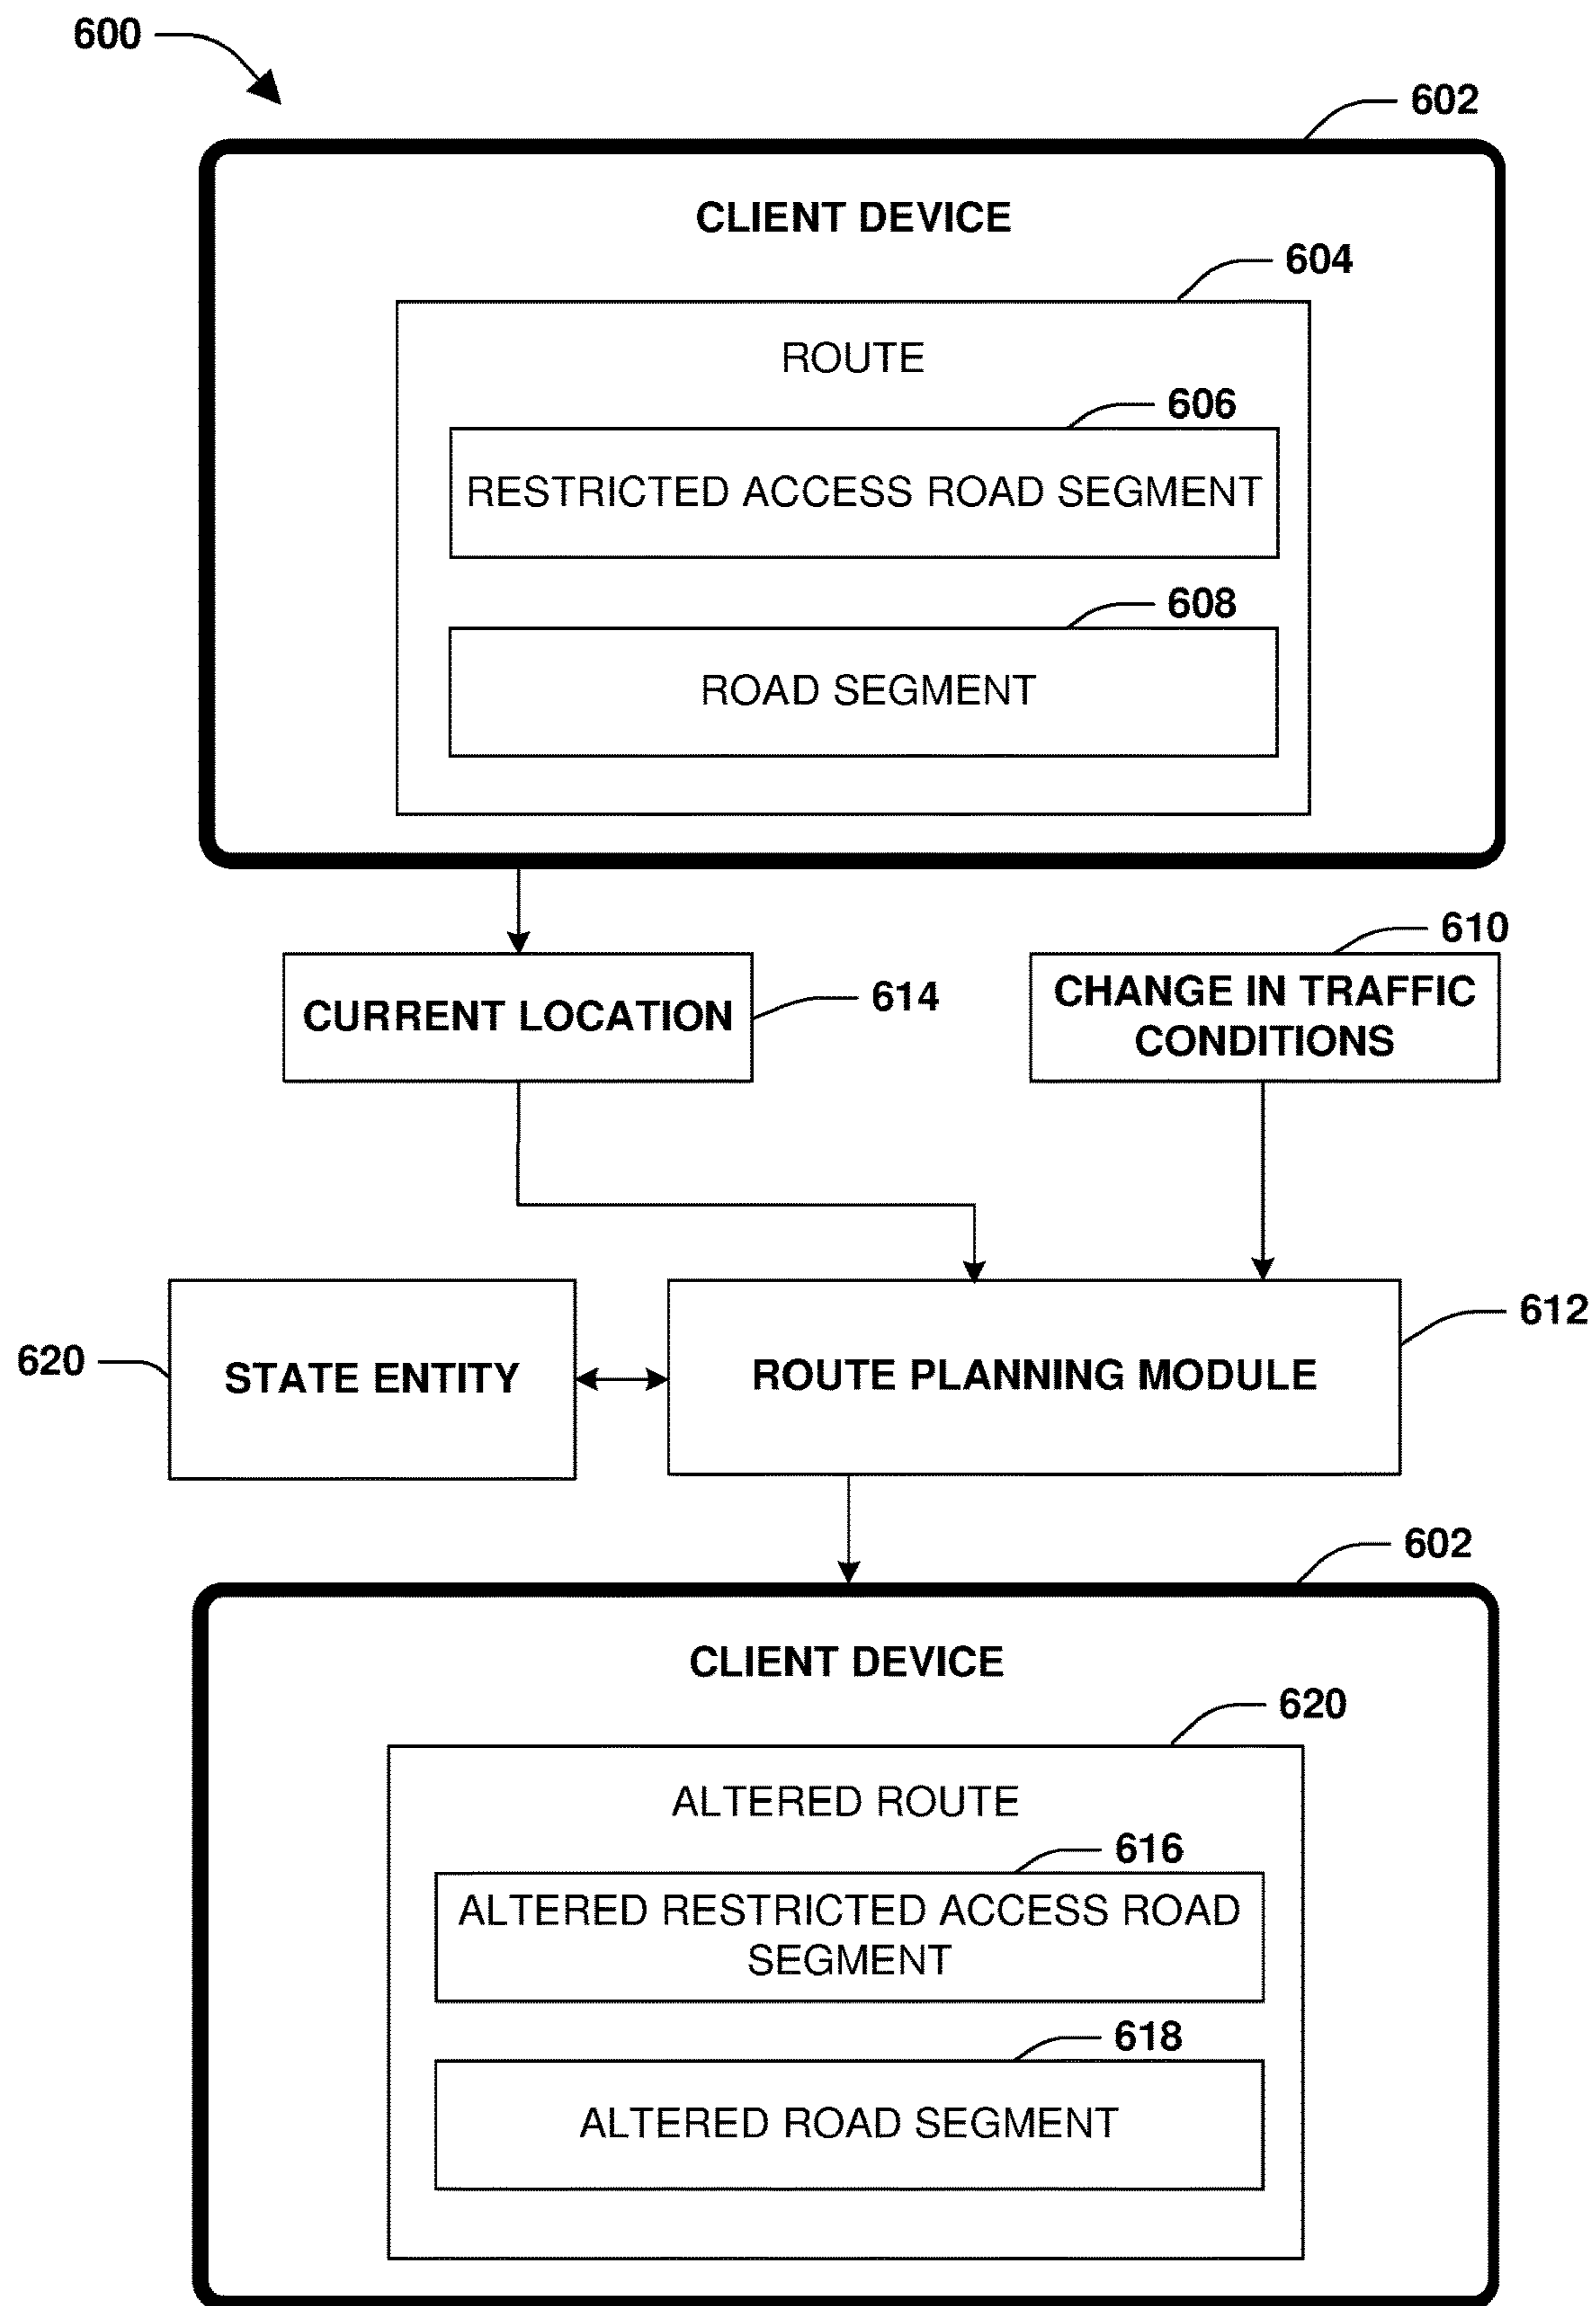 600
602
CLIENT DEVICE
604
ROUTE
606
RESTRICTED ACCESS ROAD SEGMENT
608
ROAD SEGMENT
610
CURRENT LOCATION
614
CHANGE IN TRAFFIC
CONDITIONS
612
620
STATE ENTITY
ROUTE PLANNING MODULE
602
CLIENT DEVICE
620
ALTERED ROUTE
616
ALTERED RESTRICTED ACCESS ROAD
SEGMENT
618
ALTERED ROAD SEGMENT